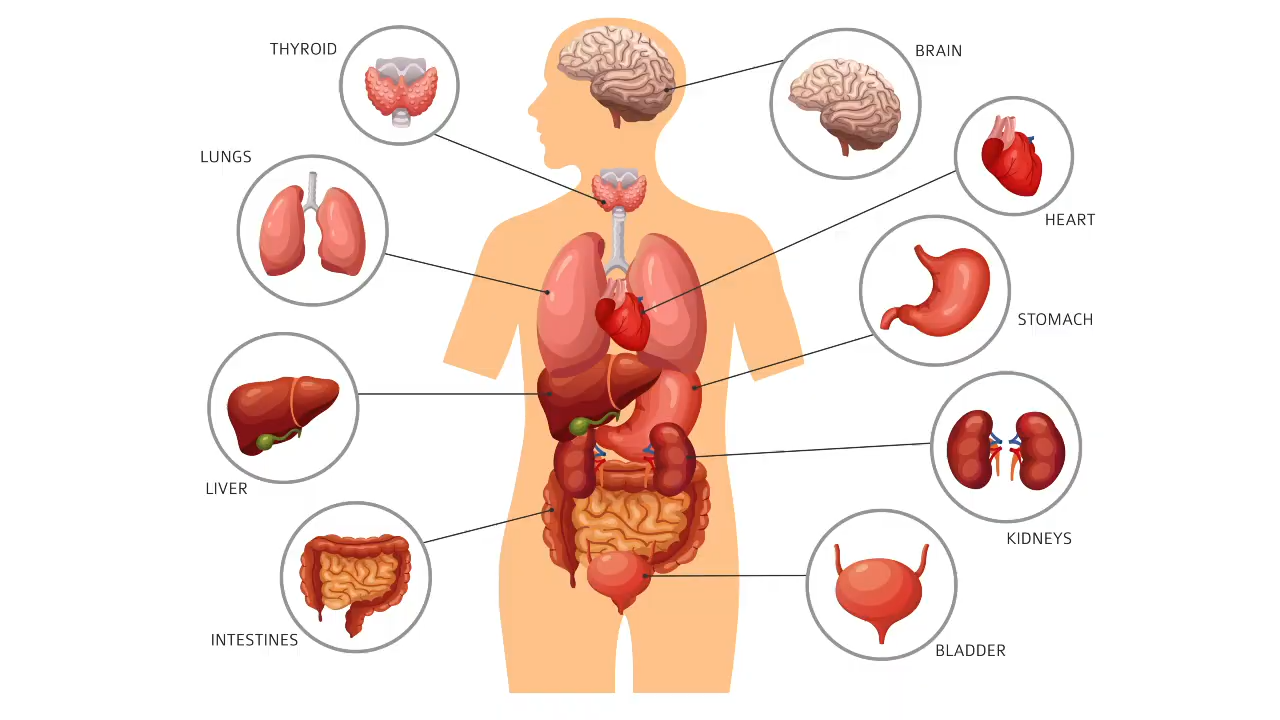 THYROID
BRAIN
LUNGS
HEART
STOMACH
LIVER
KIDNEYS
INTESTINES
BLADDER